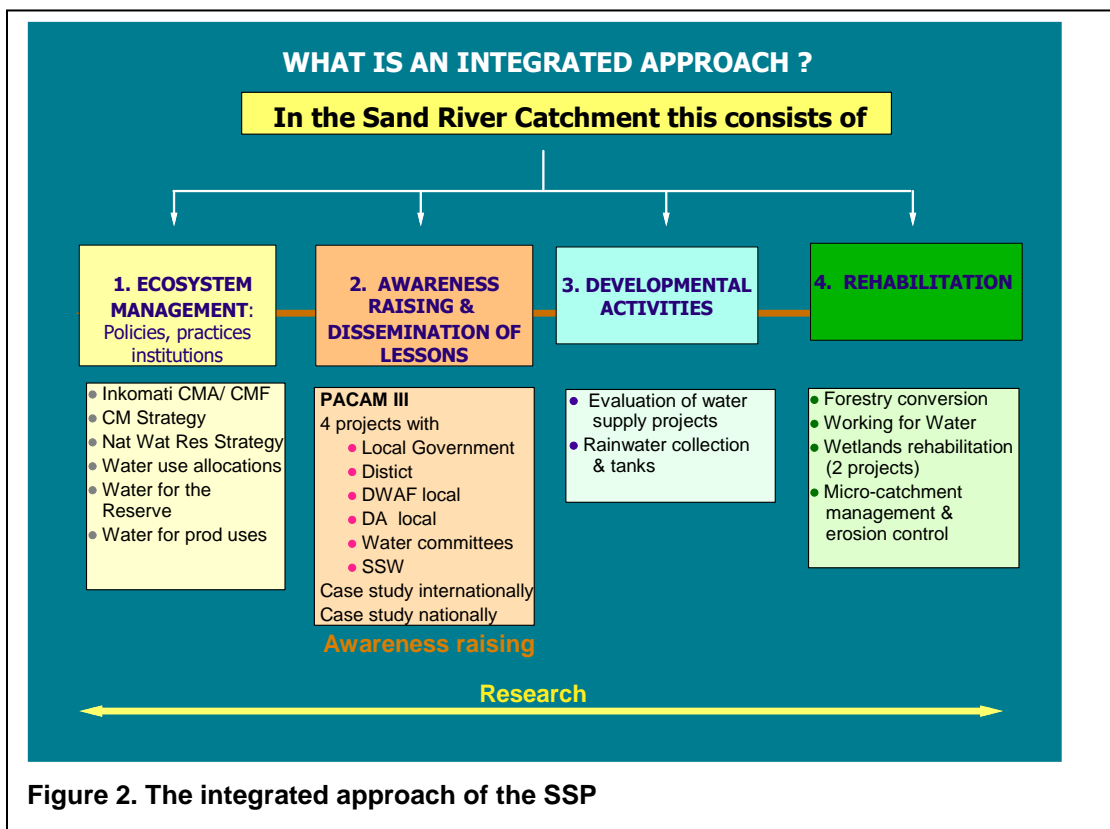 WHAT IS AN INTEGRATED APPROACH ?
In the Sand River Catchment this consists of
1. ECOSYSTEM
MANAGEMENT:
Policies, practices
institutions
● Inkomati CMA/ CMF
● CM Strategy
● Nat Wat Res Strategy
● Water use allocations
● Water for the
Reserve
● Water for prod uses
2. AWARENESS
RAISING &
DISSEMINATION OF
LESSONS
PACAM III
4 projects with
● Local Government
● Distict
● DWAF local
● DA local
● Water committees
● SSW
Case study internationally
Case study nationally
Awareness raising
3. DEVELOPMENTAL
ACTIVITIES
● Evaluation of water
supply projects
● Rainwater collection
& tanks
4. REHABILITATION
● Forestry conversion
● Working for Water
● Wetlands rehabilitation
(2 projects)
● Micro-catchment
management &
erosion control
Research
Figure 2. The integrated approach of the SSP